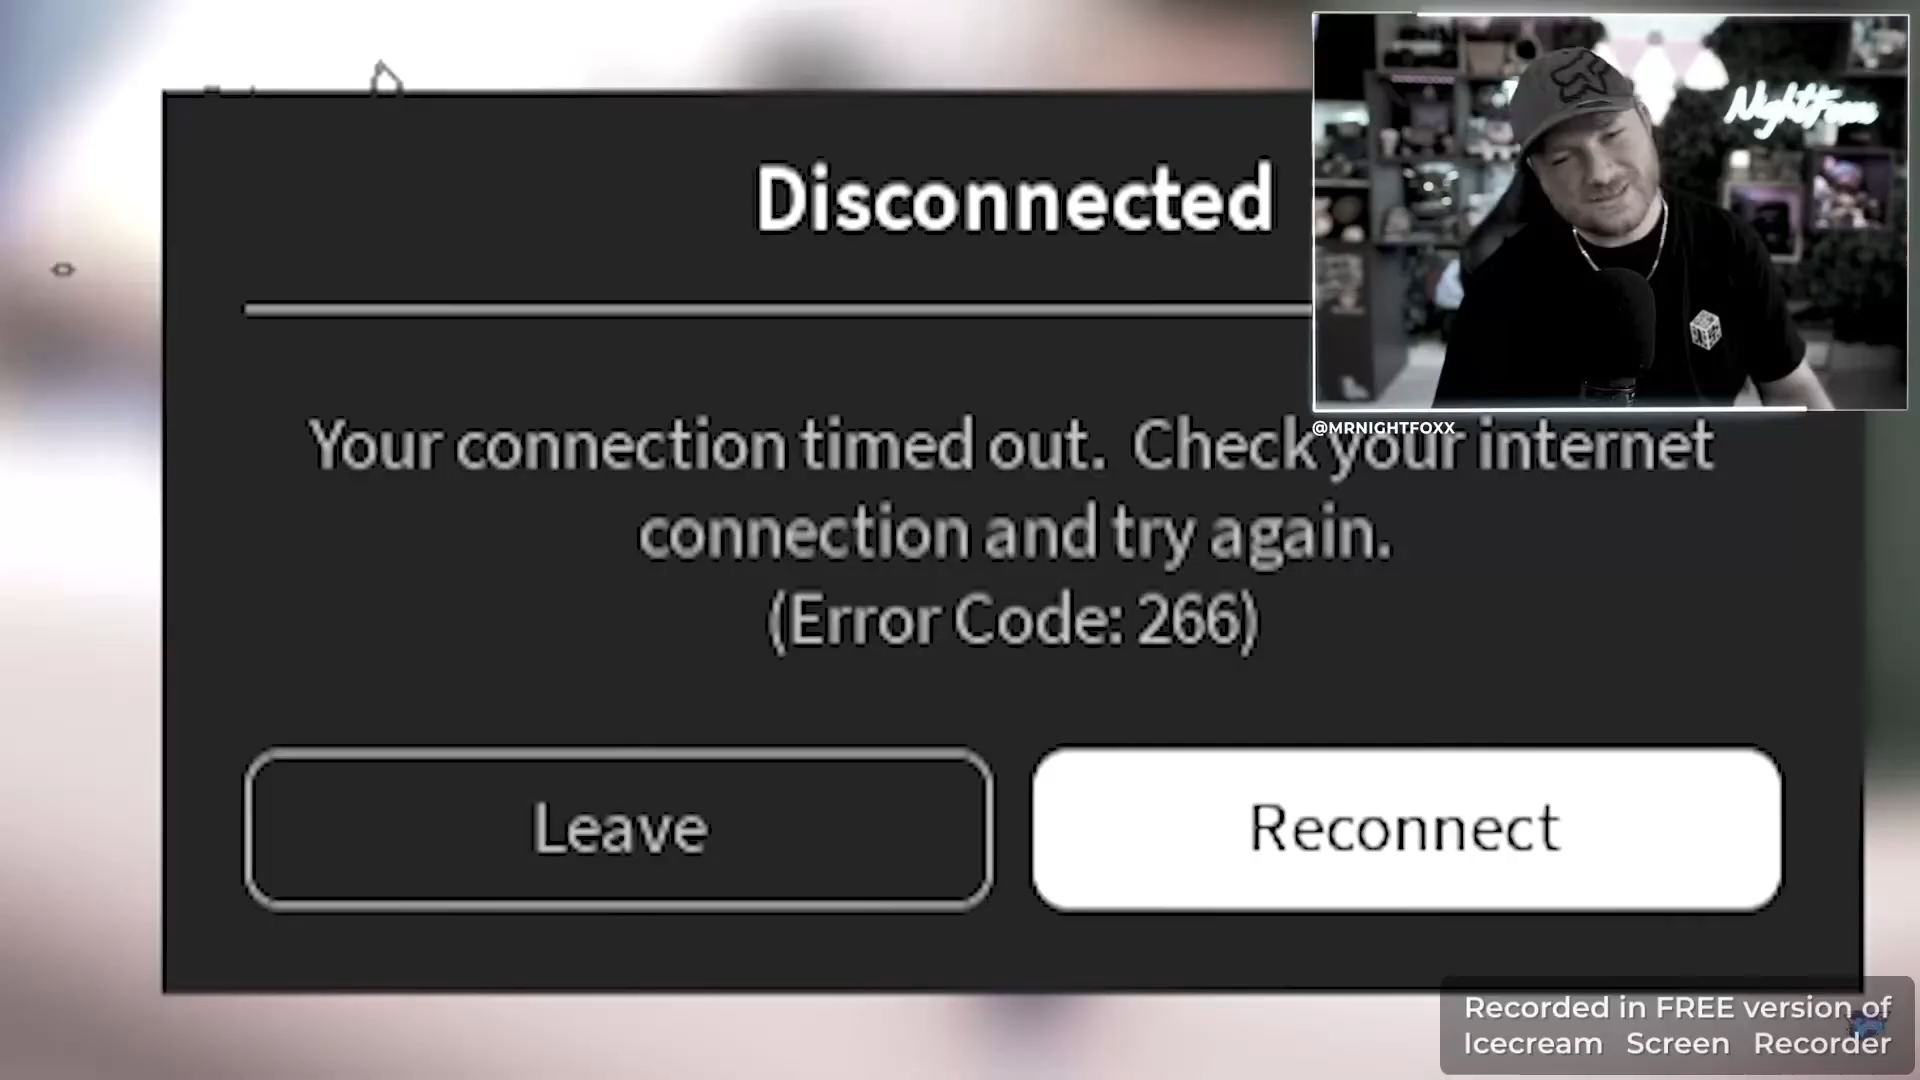 Disconnected
NightFoxx
@MRNIGHTFOXX
Your connection timed out. Check your internet
connection and try again.
(Error Code: 266)
Leave
Reconnect
Recorded in FREE version of
Icecream Screen Recorder